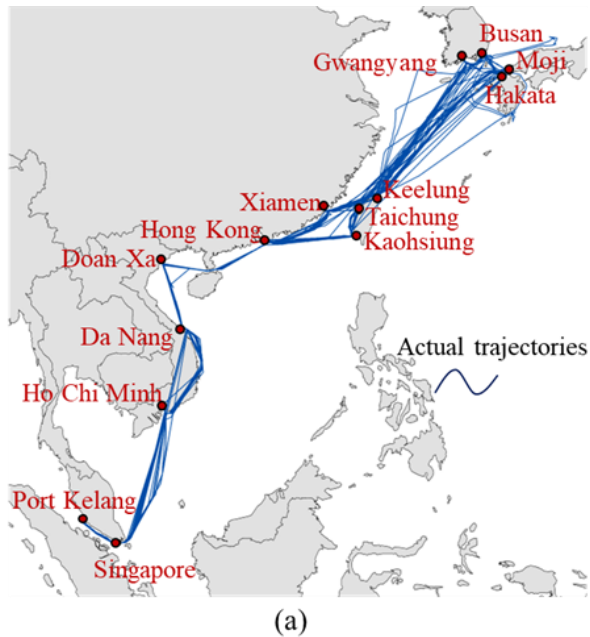 Busan
Gwangyang
Moji
Hakata
Xiamen
Keelung
Taichung
Hong Kong
Kaohsiung
Doan Xa
Da Nang
Actual trajectories
Ho Chi Minh
Port Kelang
Singapore
(a)